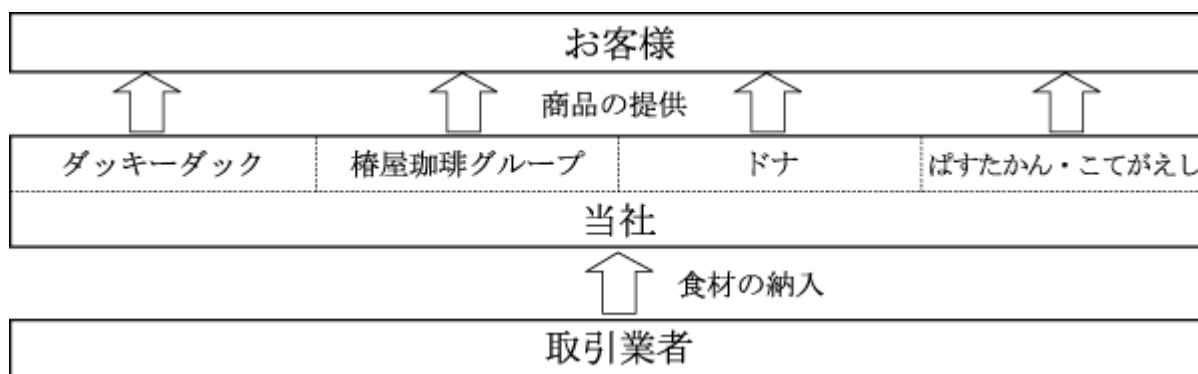 お客様
商品の提供
ダッキーダック 椿屋珈琲グループ ドナ ぱすたかん・こてがえし
当社
食材の納入
取引業者